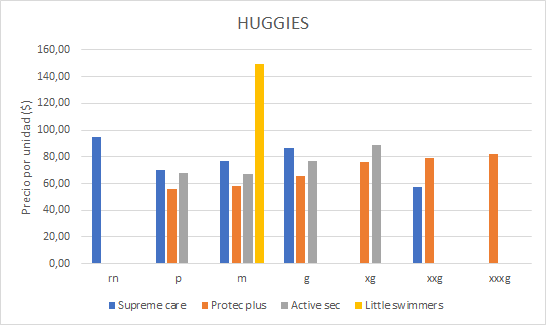 HUGGIES
Precio por unidad ($)
160,00
140,00
120,00
100,00
80,00
60,00
40,00
20,00
0,00
rn p m g xg xxg xxxg
Supreme care Protec plus Active sec Little swimmers